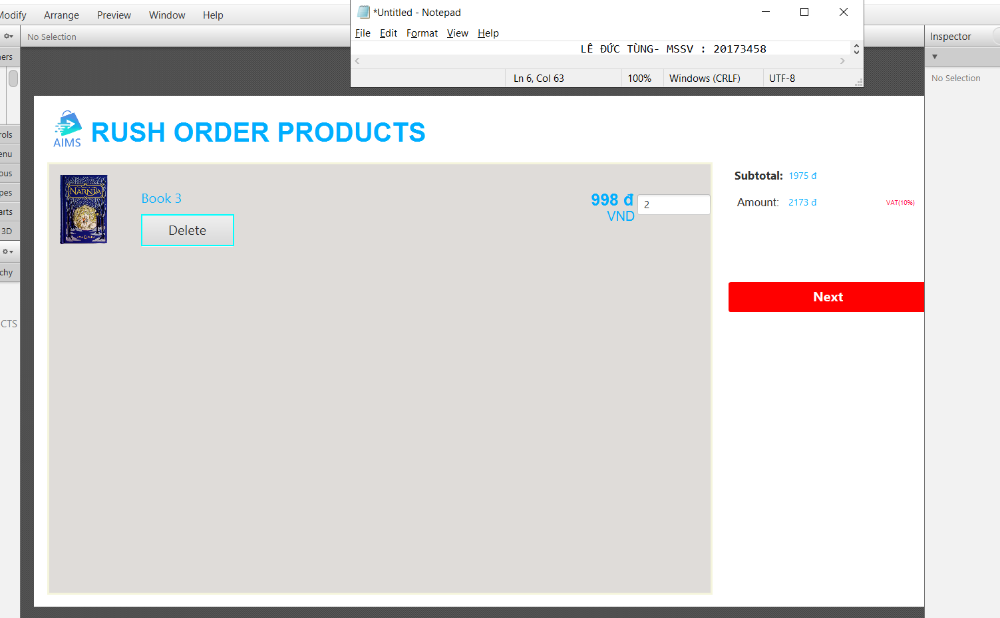 *Untitled - Notepad
Modify Arrange Preview Window Help
File Edit Format View Help
No Selection
Inspector
LÊ ĐỨC TÙNG- MSSV : 20173458
Ln 6, Col 63 100% Windows (CRLF) UTF-8
No Selection
ners
rols
enu
ous
pes
arts
3D
chy
CTS
AIMS
RUSH ORDER PRODUCTS
NARNIA
Book 3
Delete
998 đ
VND
2
Subtotal: 1975 đ
Amount: 2173 đ VAT(10%)
Next